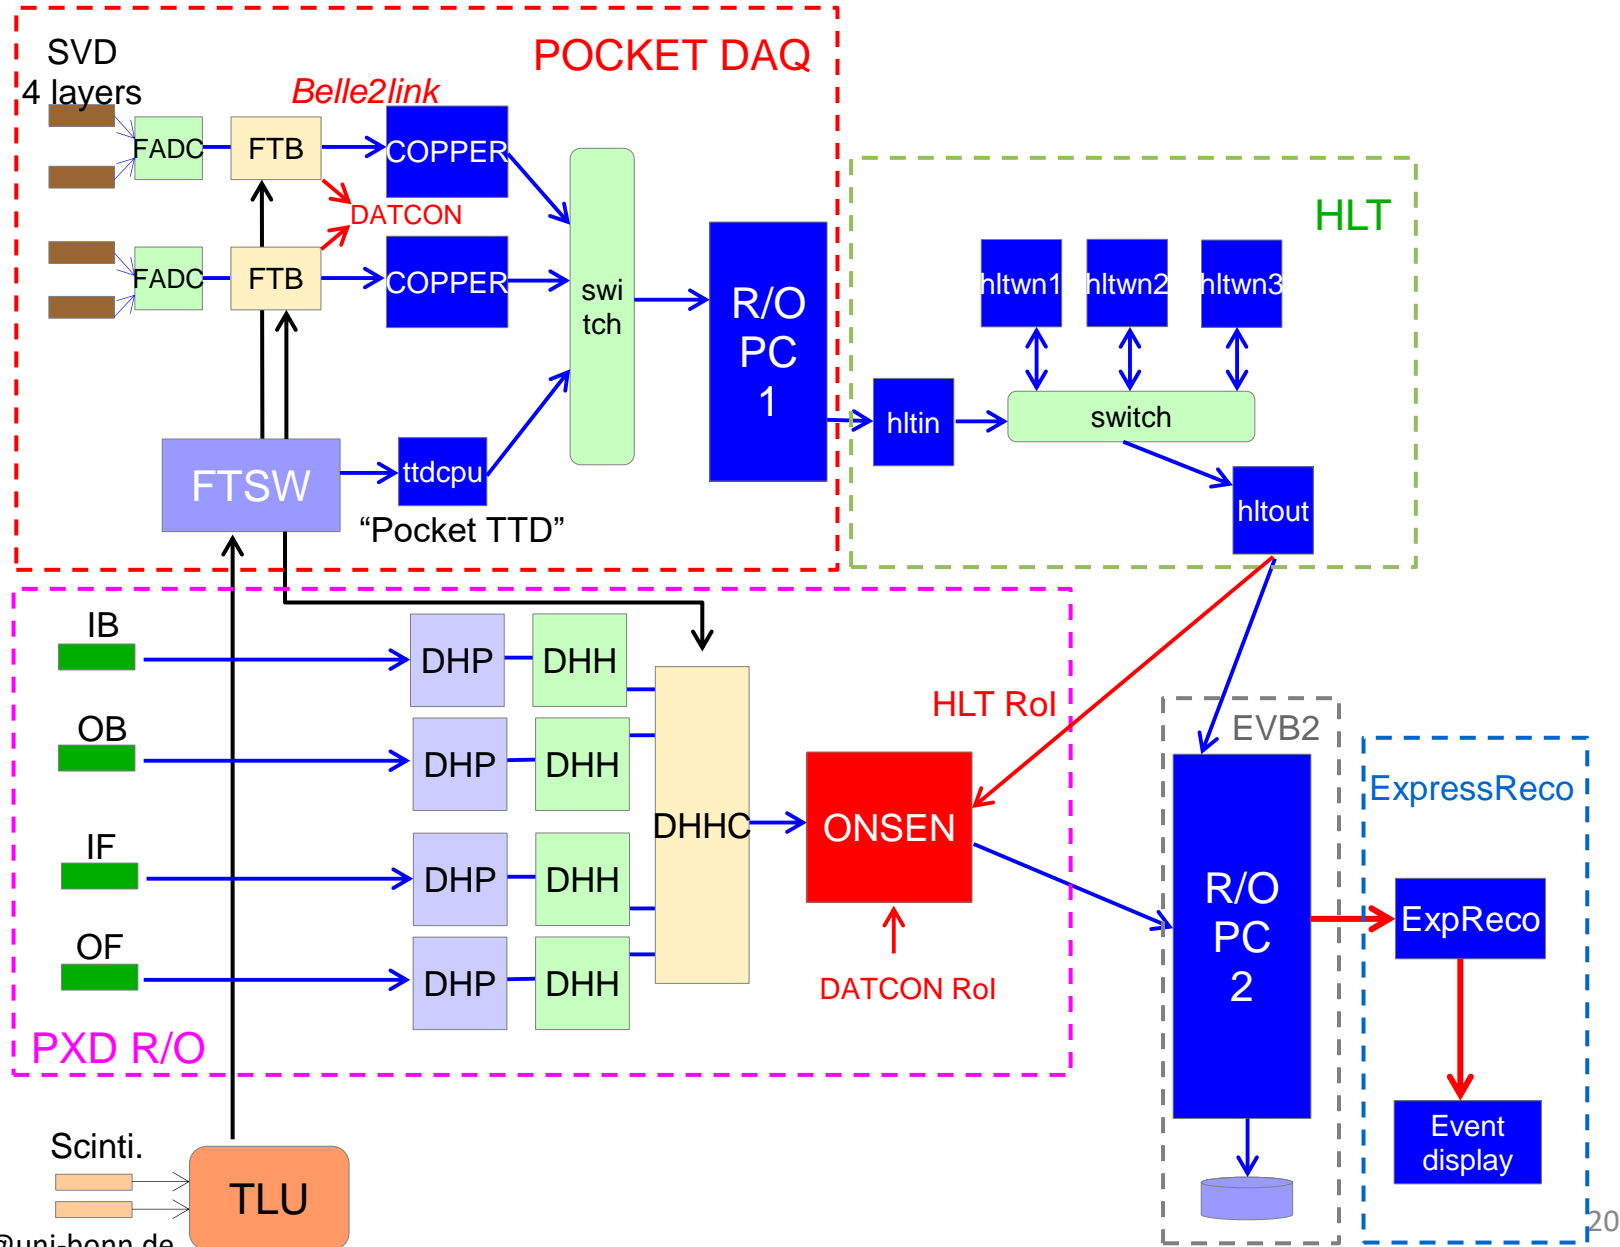 SVD
4 layers
POCKET DAQ
Belle2link
FADC
FTB
COPPER
DATCON
FADC
FTB
COPPER
swi
tch
R/O
PC
1
HLT
hltwn1
hltwn2
hltwn3
hltin
switch
hltout
FTSW
ttdcpu
“Pocket TTD”
IB
DHP
DHH
OB
DHP
DHH
IF
DHP
DHH
OF
DHP
DHH
DHHC
HLT RoI
ONSEN
DATCON RoI
PXD R/O
EVB2
R/O
PC
2
ExpressReco
ExpReco
Event
display
Scinti.
TLU
@uni-bonn.de
20